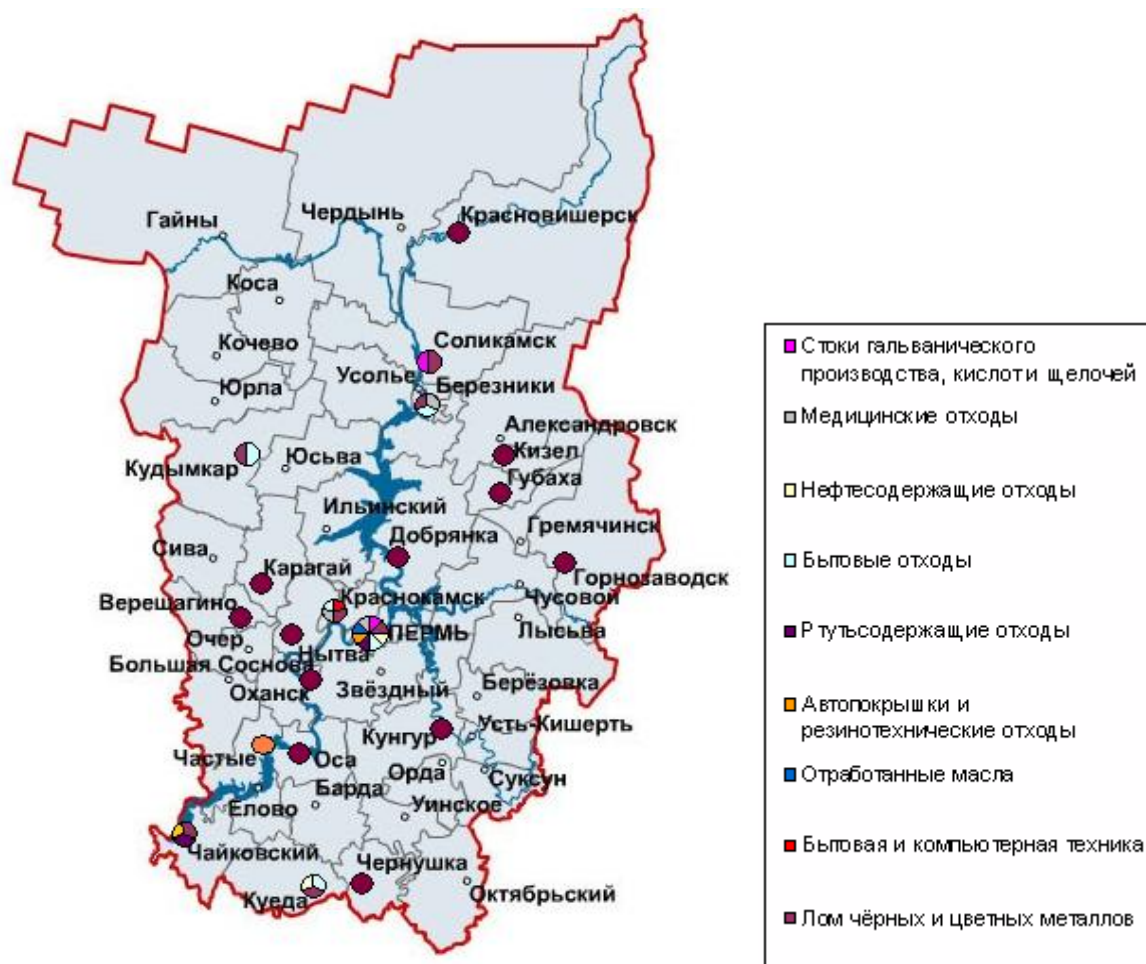 Гайны
Чердынь
Красновишерск
Коса
Кочево
Соликамск
Юрла
Усолье
Березники
Александровск
Кизел
Кудымкар
Юсьва
Губаха
Ильинский
Гремячинск
Добрянка
Сива
Карагай
Горнозаводск
Верещагино
Краснокамск
Чусовой
Очер
ПЕРМЬ
Лысьва
Нытва
Большая Соснова
Оханск
Звёздный
Берёзовка
Усть-Кишерть
Кунгур
Частые
Оса
Орда
Суксун
Елово
Барда
Уинское
Чайковский
Чернушка
Куеда
Октябрьский
Стоки гальванического
производства, кислот и щелочей
Медицинские отходы
Нефтесодержащие отходы
Бытовые отходы
Ртутьсодержащие отходы
Автопокрышки и
резинотехнические отходы
Отработанные масла
Бытовая и компьютерная техника
Лом чёрных и цветных металлов